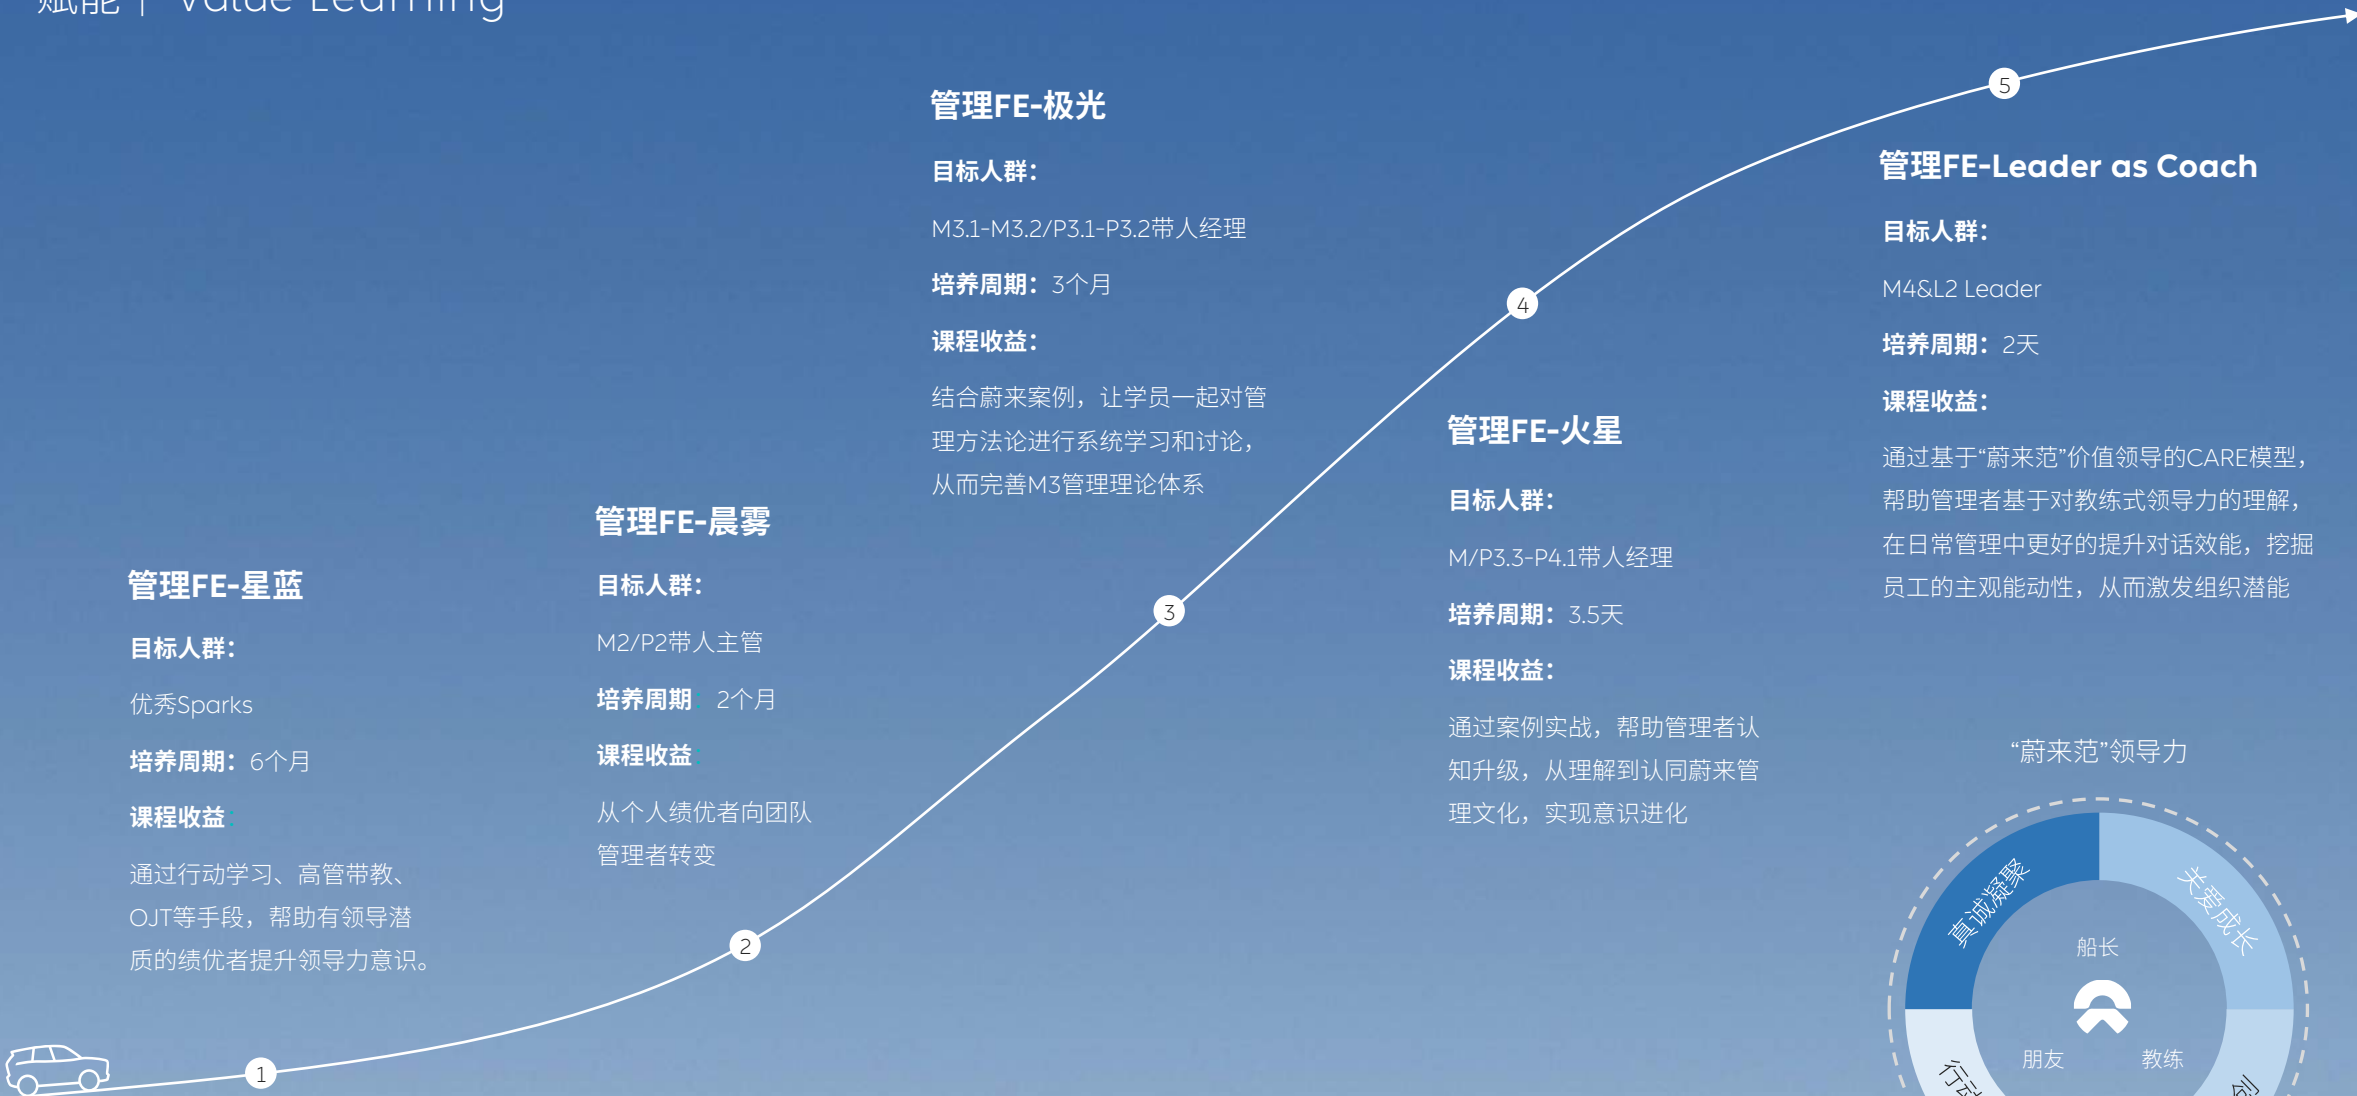 赋能 | Value Learning
管理FE-星蓝
目标人群：
优秀Sparks
培养周期：6个月
课程收益：
通过行动学习、高管带教、
OJT等手段，帮助有领导潜
质的绩优者提升领导力意识。
1
管理FE-晨雾
目标人群：
M2/P2带人主管
培养周期 2个月
课程收益
从个人绩优者向团队
管理者转变
2
管理FE-极光
目标人群：
M3.1-M3.2/P3.1-P3.2带人经理
培养周期：3个月
课程收益：
结合蔚来案例，让学员一起对管
理方法论进行系统学习和讨论，
从而完善M3管理理论体系
3
管理FE-火星
目标人群：
M/P3.3-P4.1带人经理
培养周期：3.5天
课程收益：
通过案例实战，帮助管理者认
知升级，从理解到认同蔚来管
理文化，实现意识进化
4
管理FE-Leader as Coach
目标人群：
M4&L2 Leader
培养周期：2天
课程收益：
通过基于“蔚来范”价值领导的CARE模型，
帮助管理者基于对教练式领导力的理解，
在日常管理中更好的提升对话效能，挖掘
员工的主观能动性，从而激发组织潜能
5
“蔚来范”领导力
真诚凝聚
关爱成长
船长
朋友
教练
行动